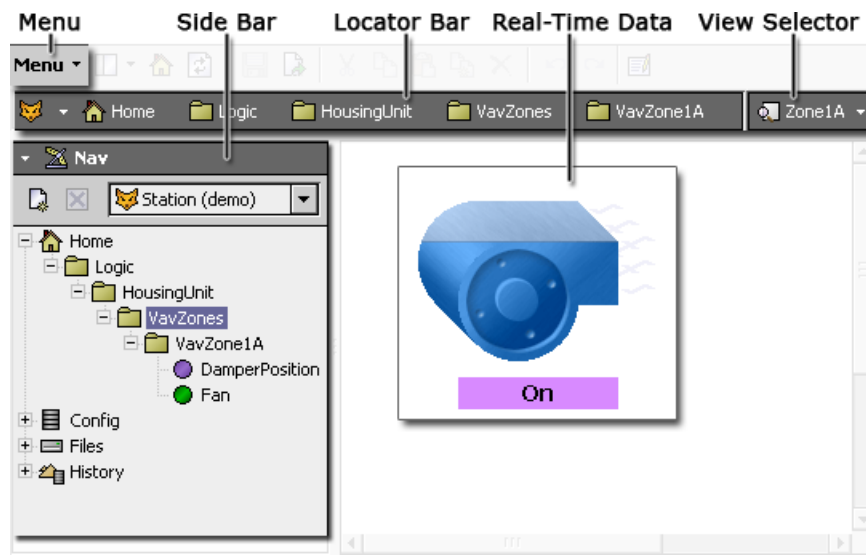 Menu Side Bar Locator Bar Real-Time Data View Selector
Menu
Home Logic HousingUnit VavZones VavZone1A Zone1A
Nav
Station (demo)
Home
Logic
HousingUnit
VavZones
VavZone1A
DamperPosition
Fan
Config
Files
History
On